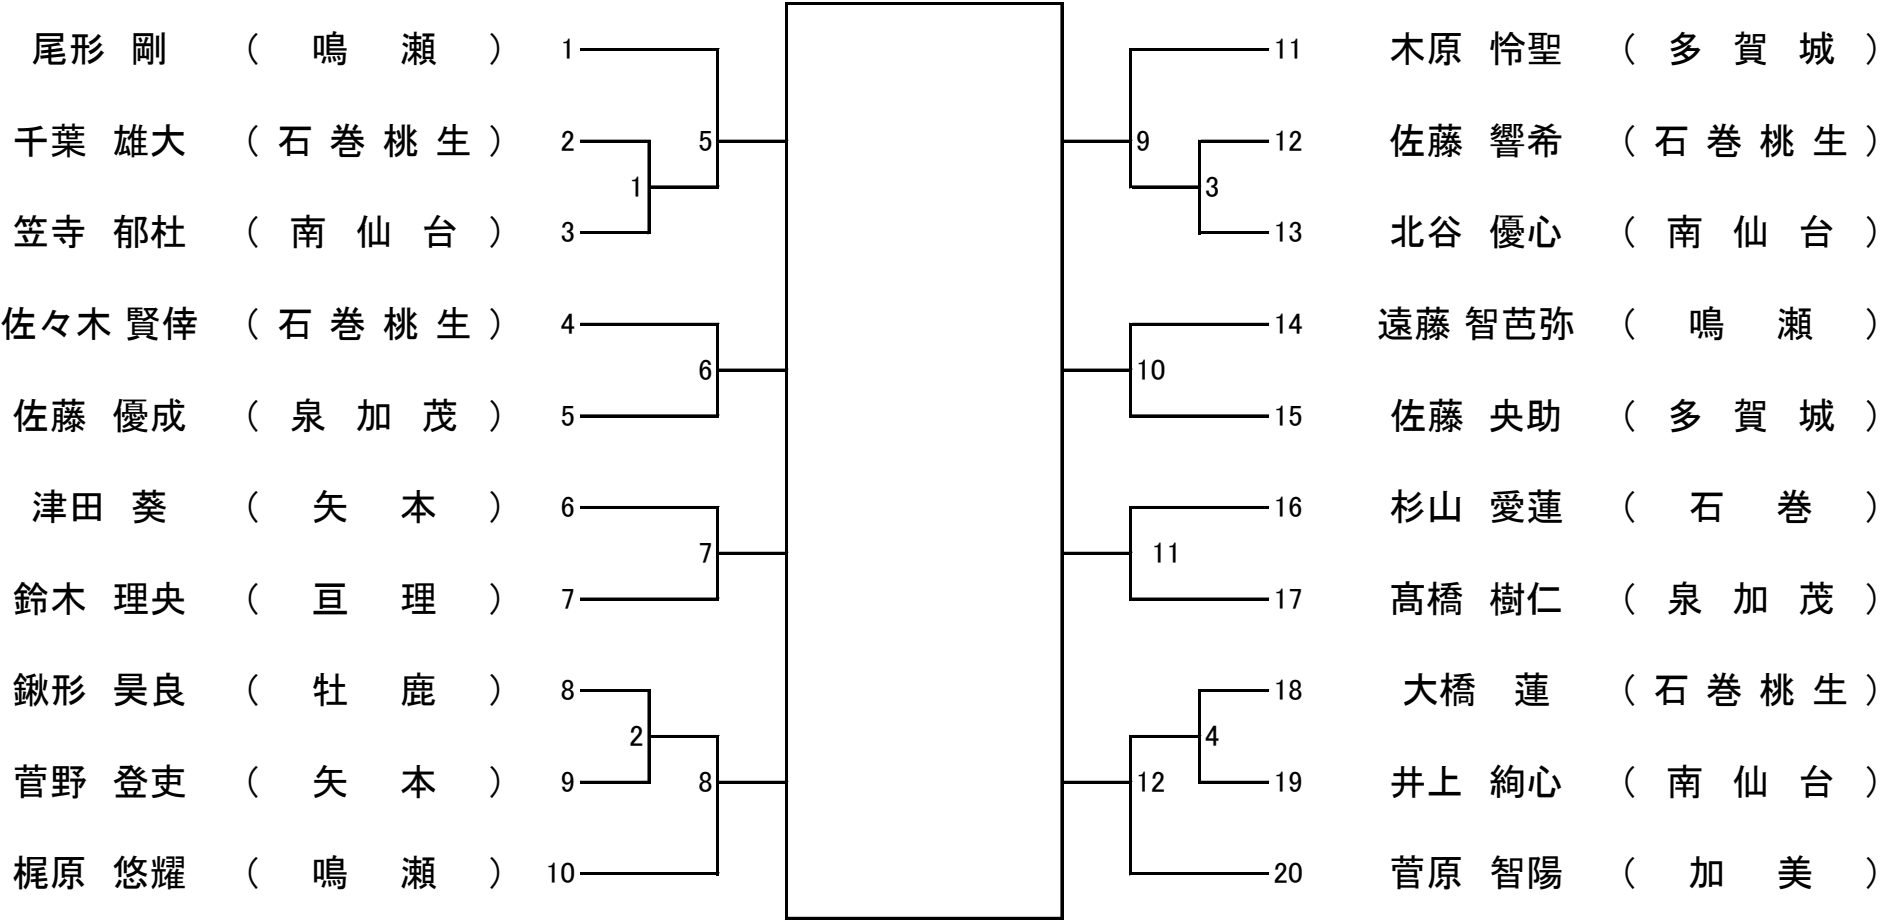 尾形 剛 ( 鳴 瀬 ) 1 11 木原 怜聖 ( 多 賀 城 )
千葉 雄大 ( 石 巻 桃 生 ) 2 5 9 12 佐藤 響希 ( 石 巻 桃 生 )
1 3
笠寺 郁杜 ( 南 仙 台 ) 3 13 北谷 優心 ( 南 仙 台 )
佐々木 賢倖 ( 石 巻 桃 生 ) 4 14 遠藤 智芭弥 ( 鳴 瀬 )
6 10
佐藤 優成 ( 泉 加 茂 ) 5 15 佐藤 央助 ( 多 賀 城 )
津田 葵 ( 矢 本 ) 6 16 杉山 愛蓮 ( 石 巻 )
7 11
鈴木 理央 ( 亘 理 ) 7 17 髙橋 樹仁 ( 泉 加 茂 )
鍬形 昊良 ( 牡 鹿 ) 8 18 大橋 蓮 ( 石 巻 桃 生 )
2 4
菅野 登吏 ( 矢 本 ) 9 8 12 19 井上 絢心 ( 南 仙 台 )
梶原 悠耀 ( 鳴 瀬 ) 10 20 菅原 智陽 ( 加 美 )